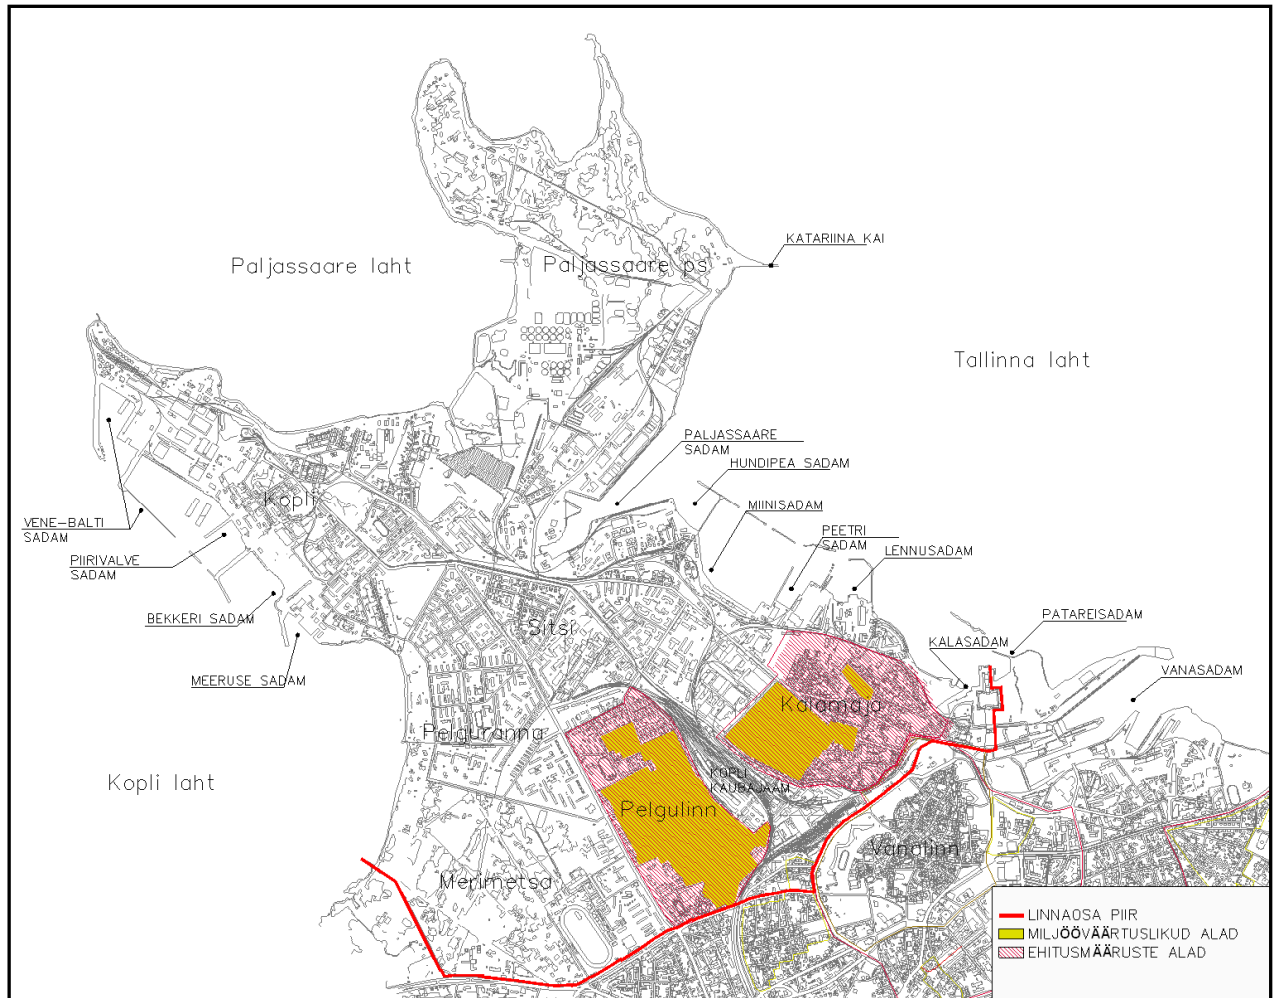 KATARIINA KAI
Paljassaare laht
Paljassaare ps
Tallinna laht
PALJASSAARE
SADAM
HUNDIPEA SADAM
Kopli
MIINISADAM
VENE-BALTI
SADAM
PEETRI
SADAM
LENNUSADAM
PIIRIVALVE
SADAM
BEKKERI SADAM
Sitsi
PATAREISADAM
KALASADAM
MEERUSE SADAM
VANASADAM
Kalamaja
Pelguranna
Kopli laht
KOPLI
KAUBAJAAM
Pelgulinn
Vanalinn
Merimetsa
LINNAOSA PIIR
MILJÖÖVÄÄRTUSLIKUD ALAD
EHITUSMÄÄRUSTE ALAD